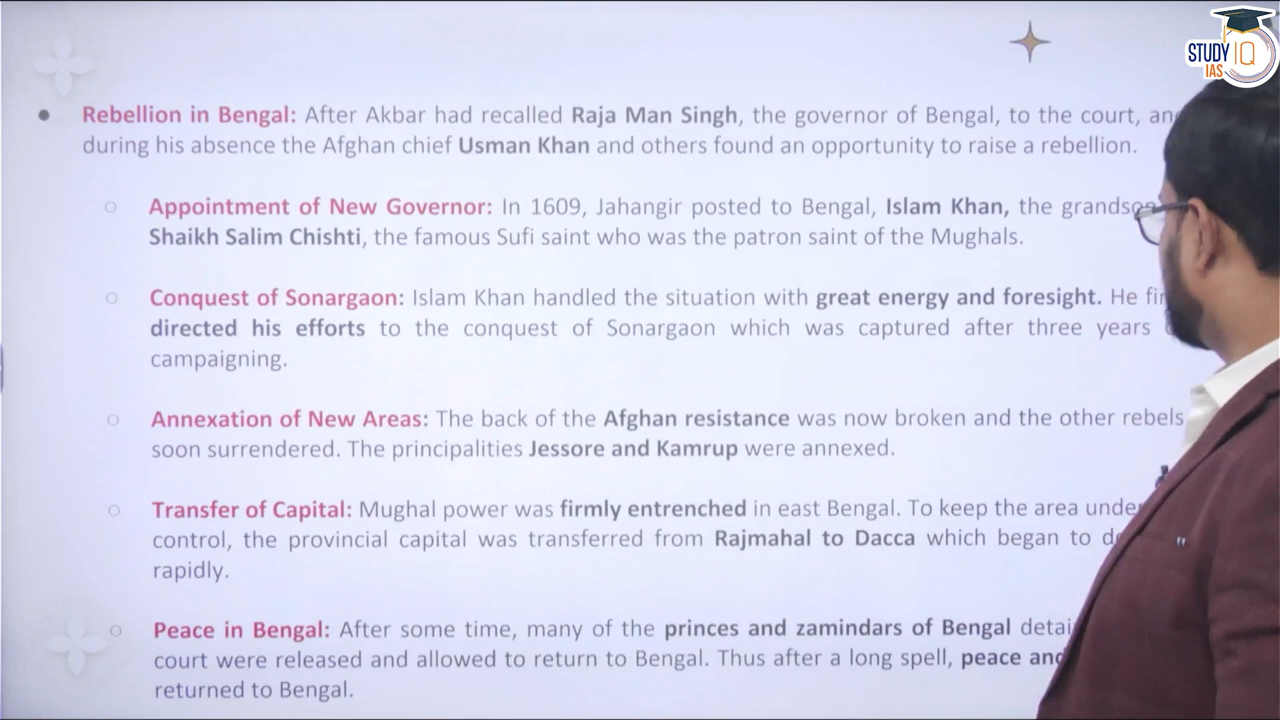 STUDY IQ
IAS
Rebellion in Bengal: After Akbar had recalled Raja Man Singh, the governor of Bengal, to the court, and
during his absence the Afghan chief Usman Khan and others found an opportunity to raise a rebellion.
Appointment of New Governor: In 1609, Jahangir posted to Bengal, Islam Khan, the
Shaikh Salim Chishti, the famous Sufi saint who was the patron saint of the Mughals.
Conquest of Sonargaon: Islam Khan handled the situation with great energy and foresight. He
directed his efforts to the conquest of Sonargaon which was captured after three years
campaigning.
Annexation of New Areas: The back of the Afghan resistance was now broken and the other rebels
soon surrendered. The principalities Jessore and Kamrup were annexed.
Transfer of Capital: Mughal power was firmly entrenched in east Bengal. To keep the area under
control, the provincial capital was transferred from Rajmahal to Dacca which began to
rapidly.
Peace in Bengal: After some time, many of the princes and zamindars of Bengal
court were released and allowed to return to Bengal. Thus after a long spell, peace and
returned to Bengal.